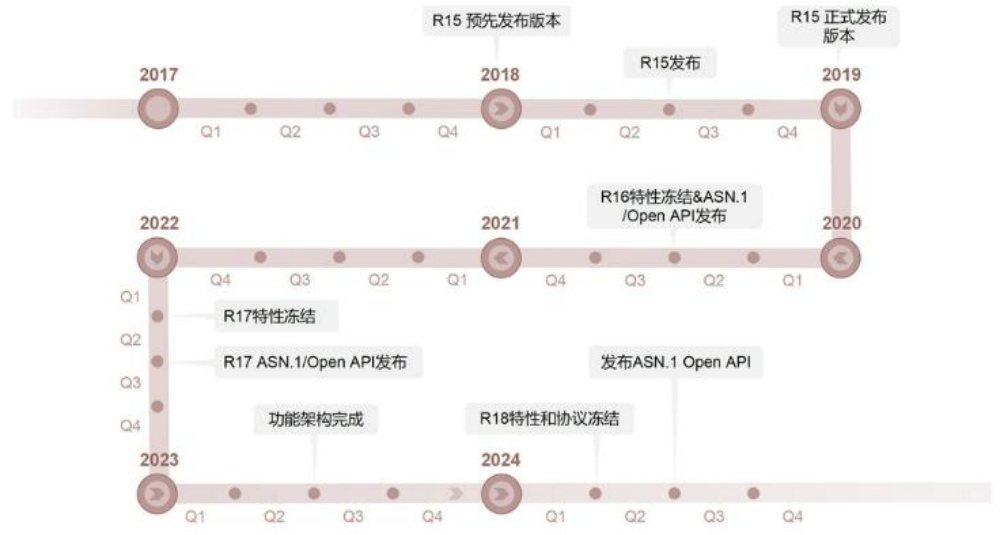 R15 预先发布版本
R15 正式发布
版本
R15发布
2017
2018
2019
Q1 Q2 Q3 Q4 Q1 Q2 Q3 Q4
R16特性冻结&ASN.1
/Open API发布
2022
2021
2020
Q4 Q3 Q2 Q1 Q4 Q3 Q2 Q1
Q1
R17特性冻结
Q2
R17 ASN.1/Open API发布
发布ASN.1 Open API
Q3
功能架构完成
R18特性和协议冻结
Q4
2023
2024
Q1 Q2 Q3 Q4 Q1 Q2 Q3 Q4